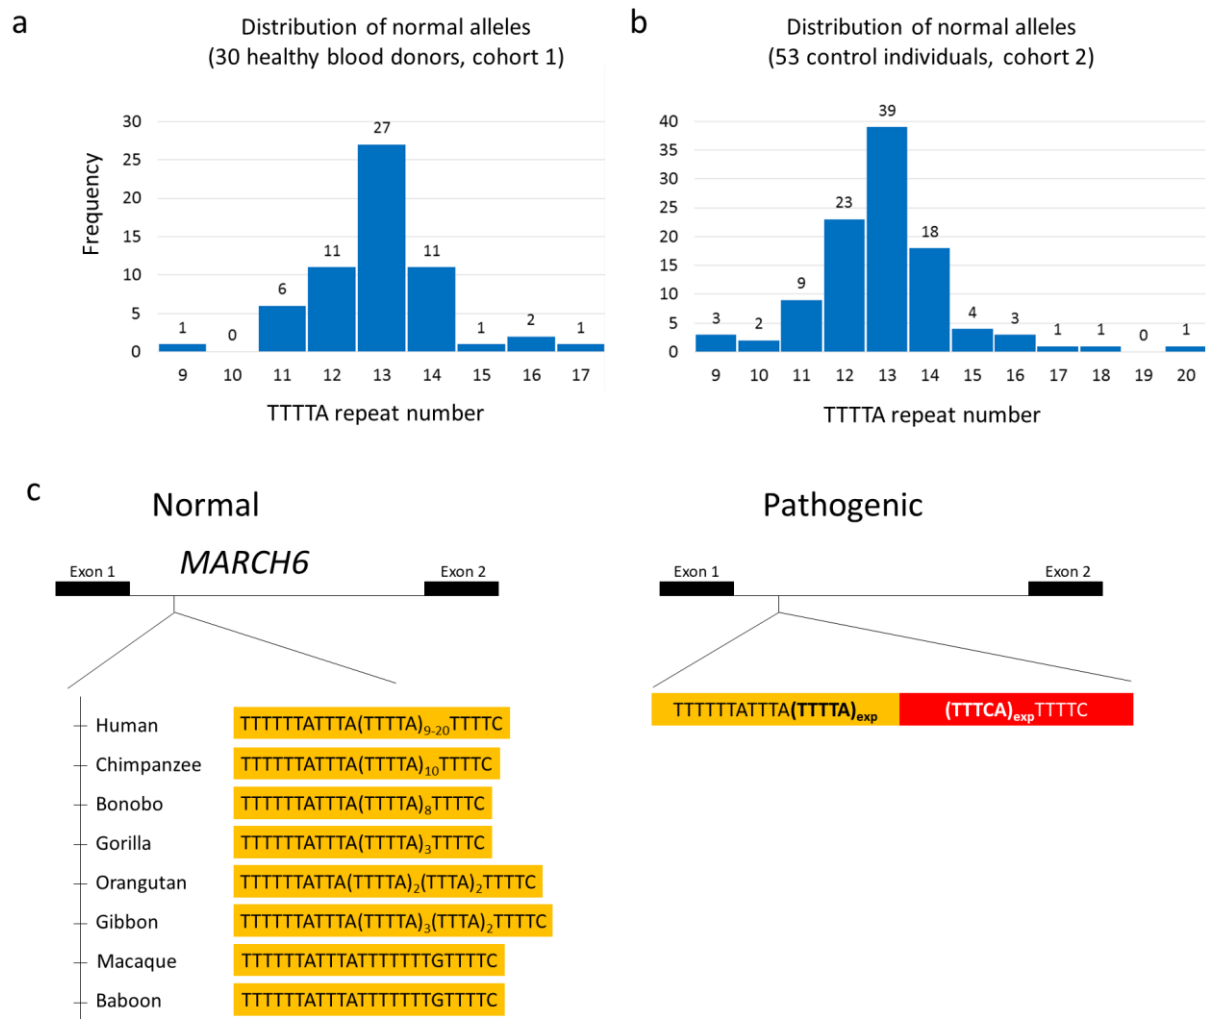 a
Distribution of normal alleles
(30 healthy blood donors, cohort 1)
Frequency
30
25
20
15
10
5
0
1
0
6
11
27
11
1
2
1
9 10 11 12 13 14 15 16 17
TTTTA repeat number
b
Distribution of normal alleles
(53 control individuals, cohort 2)
40
35
30
25
20
15
10
5
0
3
2
9
23
39
18
4
3
1
1
0
1
9 10 11 12 13 14 15 16 17 18 19 20
TTTTA repeat number
c
Normal
MARCH6
Exon 1
Exon 2
Human TTTTTTATTTA(TTTTA)9-20TTTTC
Chimpanzee TTTTTTATTTA(TTTTA)10TTTTC
Bonobo TTTTTTATTTA(TTTTA)8TTTTC
Gorilla TTTTTTATTTA(TTTTA)3TTTTC
Orangutan TTTTTTATTA(TTTTA)2(TTTA)2TTTTC
Gibbon TTTTTTATTTA(TTTTA)3(TTTA)2TTTTC
Macaque TTTTTTATTTATTTTTTTGTTTTC
Baboon TTTTTTATTTATTTTTTTGTTTTC
Pathogenic
Exon 1
Exon 2
TTTTTTATTTA(TTTTA)exp (TTTCA)expTTTTC